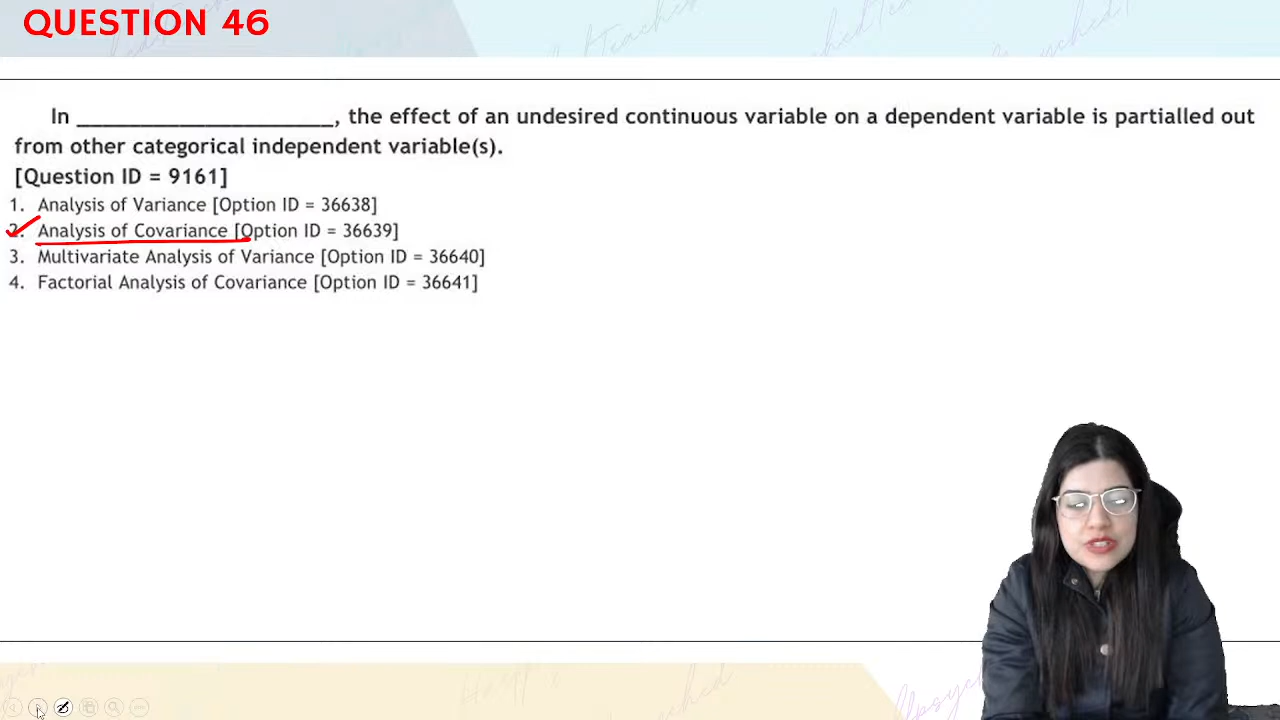 QUESTION 46
In ____________________, the effect of an undesired continuous variable on a dependent variable is partialled out
from other categorical independent variable(s).
[Question ID = 9161]
1. Analysis of Variance [Option ID = 36638]
2. Analysis of Covariance [Option ID = 36639]
3. Multivariate Analysis of Variance [Option ID = 36640]
4. Factorial Analysis of Covariance [Option ID = 36641]